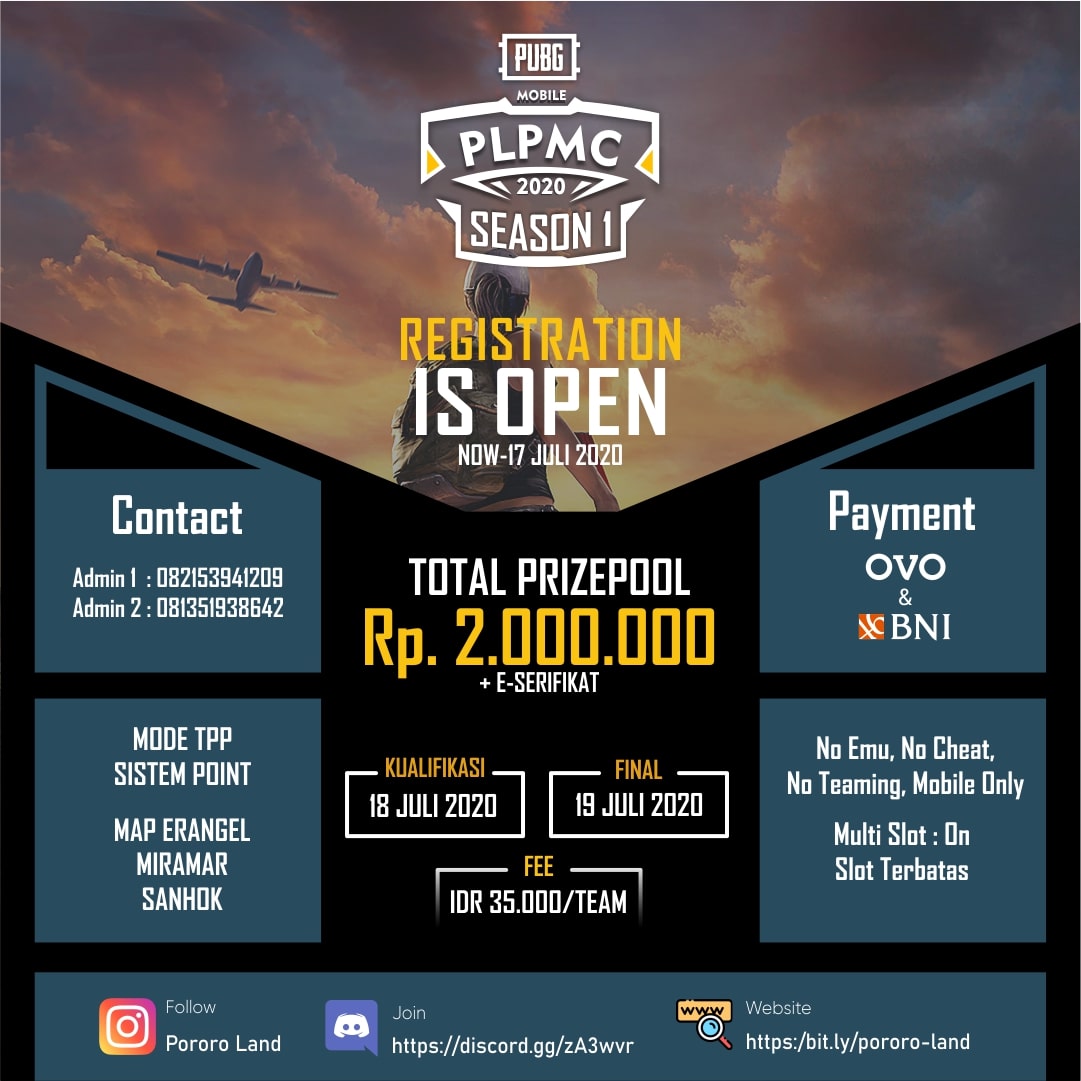 PUBG
MOBILE
PLPMC
2020
SEASON 1
REGISTRATION
IS OPEN
NOW-17 JULI 2020
Contact
Admin 1 : 082153941209
Admin 2 : 081351938642
TOTAL PRIZEPOOL
Rp. 2.000.000
+ E-SERIFIKAT
Payment
OVO
&
BNI
MODE TPP
SISTEM POINT
MAP ERANGEL
MIRAMAR
SANHOK
KUALIFIKASI
18 JULI 2020
FINAL
19 JULI 2020
FEE
IDR 35.000/TEAM
No Emu, No Cheat,
No Teaming, Mobile Only
Multi Slot : On
Slot Terbatas
Follow
Pororo Land
Join
https://discord.gg/zA3wvr
www
Website
https:/bit.ly/pororo-land